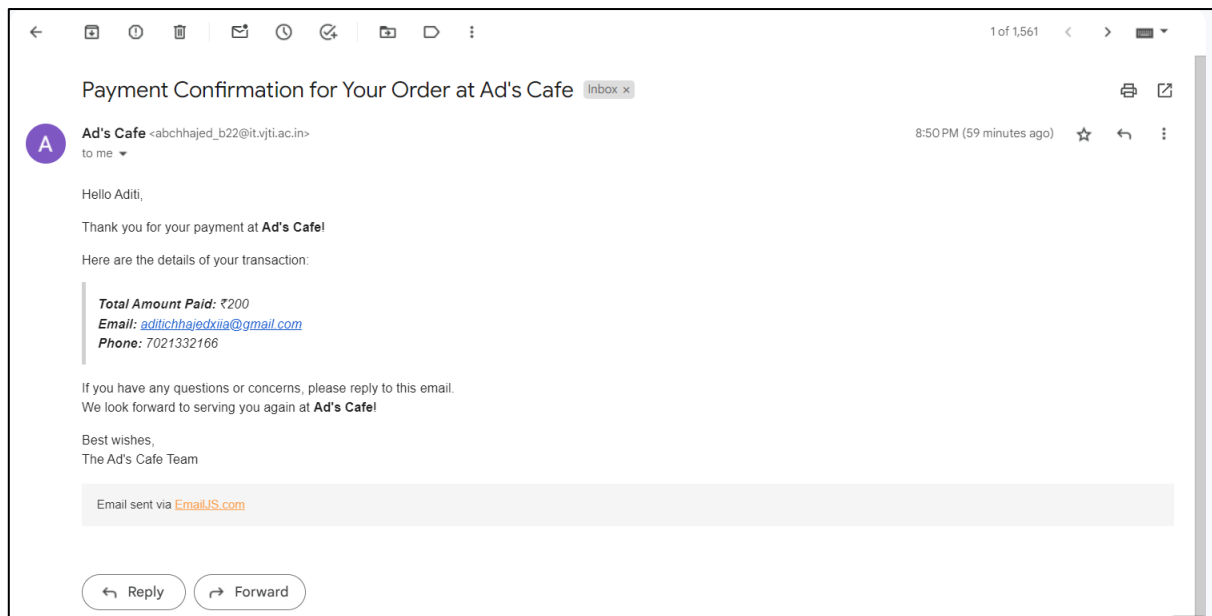 1 of 1,561
Payment Confirmation for Your Order at Ad's Cafe Inbox ×
A
Ad's Cafe <abchhajed_b22@it.vjti.ac.in>
8:50 PM (59 minutes ago)
to me
Hello Aditi,
Thank you for your payment at Ad's Cafe!
Here are the details of your transaction:
Total Amount Paid: ₹200
Email: aditichhajedxiia@gmail.com
Phone: 7021332166
If you have any questions or concerns, please reply to this email.
We look forward to serving you again at Ad's Cafe!
Best wishes,
The Ad's Cafe Team
Email sent via EmailJS.com
Reply
Forward